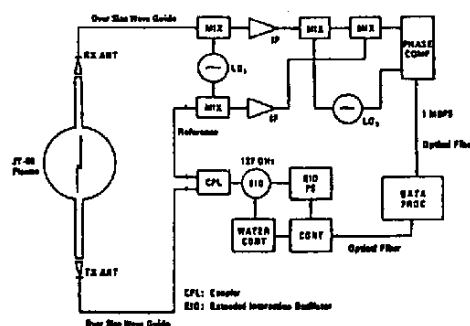 Over Size Wave Guide
MIX
IF
MIX
MIX
PHASE
COMP
RX ANT
LO₁
MIX
IF
LO₂
1 MBPS
Reference
Optical Fiber
JT-60
Plasma
CPL
EIO
EIO
PS
DATA
PROC
WATER
CONT
CONT
Optical Fiber
TX ANT
CPL: Coupler
EIO: Extended Interaction Oscillator
Over Size Wave Guide